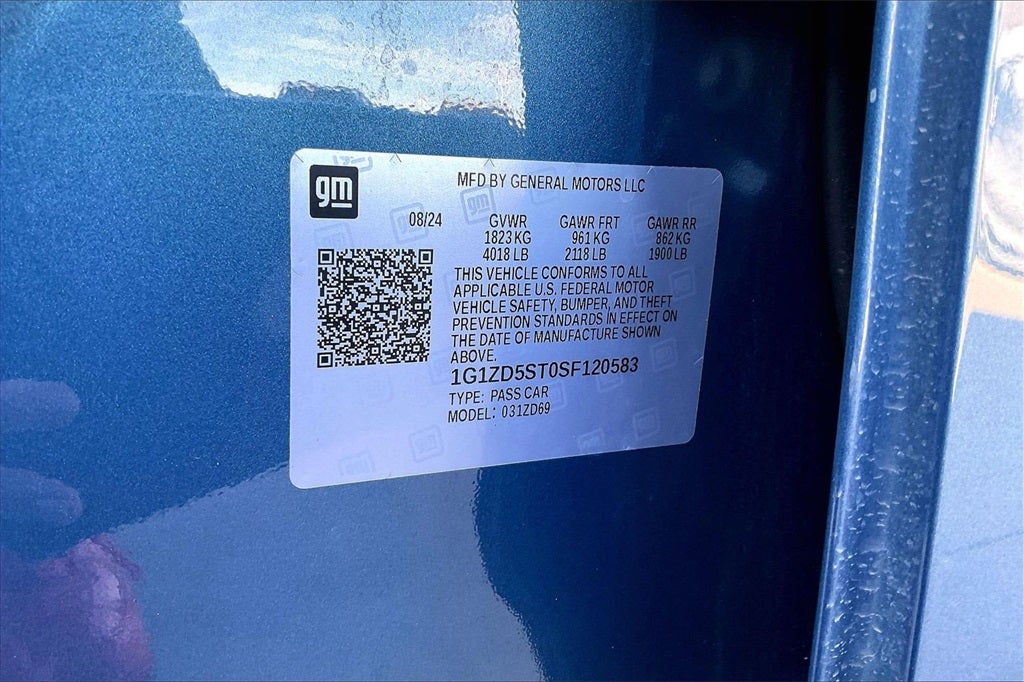 gm
MFD BY GENERAL MOTORS LLC
08/24 GVWR GAWR FRT GAWR RR
1823 KG 961 KG 862 KG
4018 LB 2118 LB 1900 LB
THIS VEHICLE CONFORMS TO ALL
APPLICABLE U.S. FEDERAL MOTOR
VEHICLE SAFETY, BUMPER, AND THEFT
PREVENTION STANDARDS IN EFFECT ON
THE DATE OF MANUFACTURE SHOWN
ABOVE.
1G1ZD5ST0SF120583
TYPE: PASS CAR
MODEL: 031ZD69